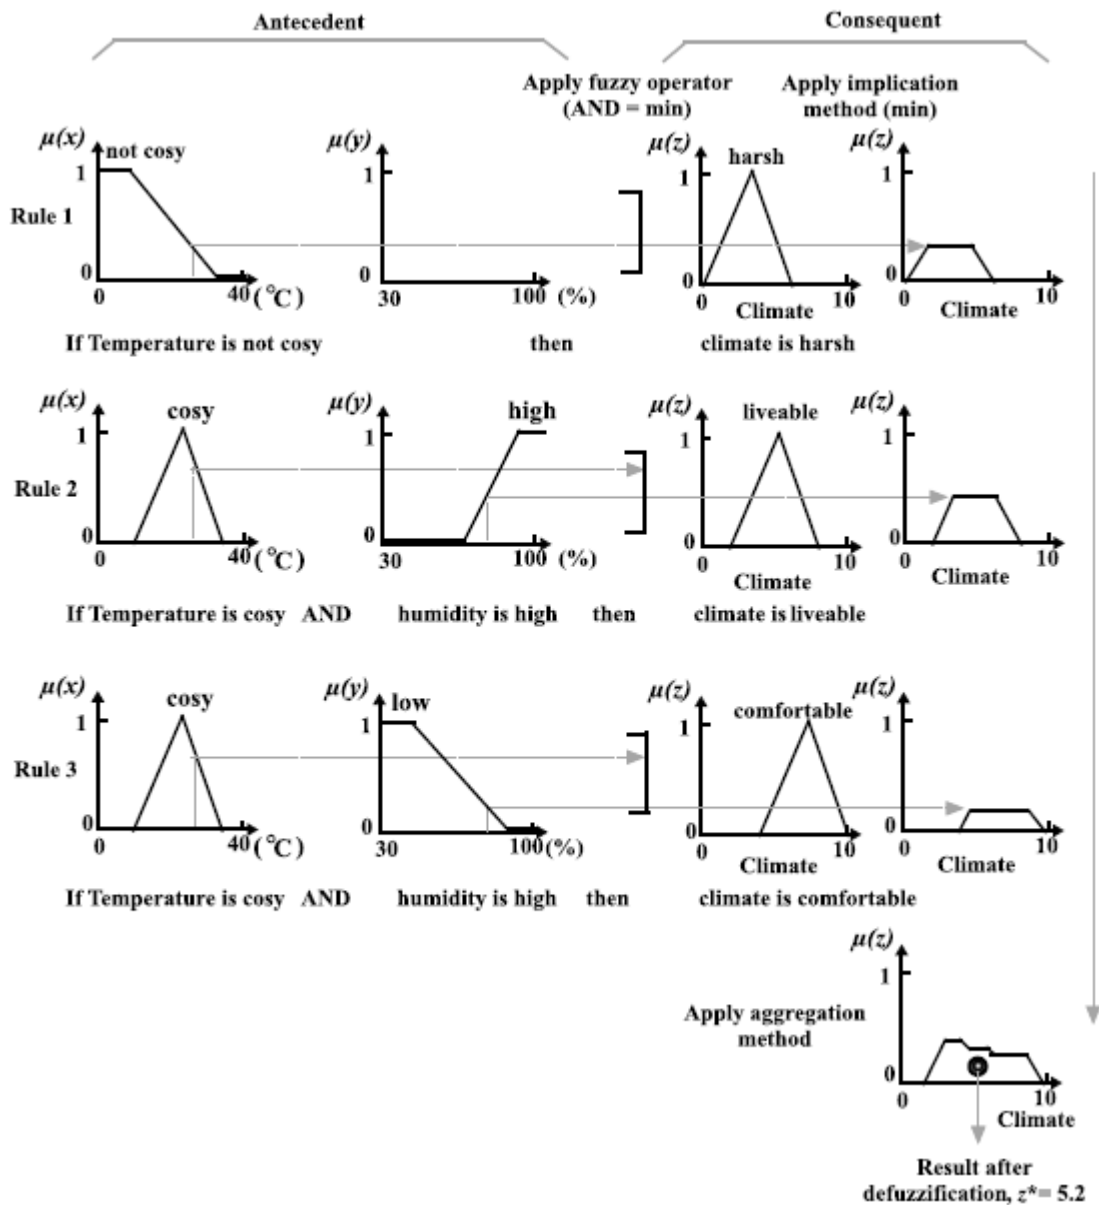 Antecedent
Consequent
Apply fuzzy operator
(AND = min)
Apply implication
method (min)
μ(x)
not cosy
1
0
0
40
(°C)
μ(y)
1
0
30
100
(%)
μ(z)
harsh
1
0
0
10
Climate
μ(z)
1
0
0
10
Climate
Rule 1
If Temperature is not cosy then climate is harsh
μ(x)
cosy
1
0
0
40
(°C)
μ(y)
high
1
0
30
100
(%)
μ(z)
liveable
1
0
0
10
Climate
μ(z)
1
0
0
10
Climate
Rule 2
If Temperature is cosy AND humidity is high then climate is liveable
μ(x)
cosy
1
0
0
40
(°C)
μ(y)
low
1
0
30
100
(%)
μ(z)
comfortable
1
0
0
10
Climate
μ(z)
1
0
0
10
Climate
Rule 3
If Temperature is cosy AND humidity is high then climate is comfortable
Apply aggregation
method
μ(z)
1
0
0
10
Climate
Result after
defuzzification, z*= 5.2